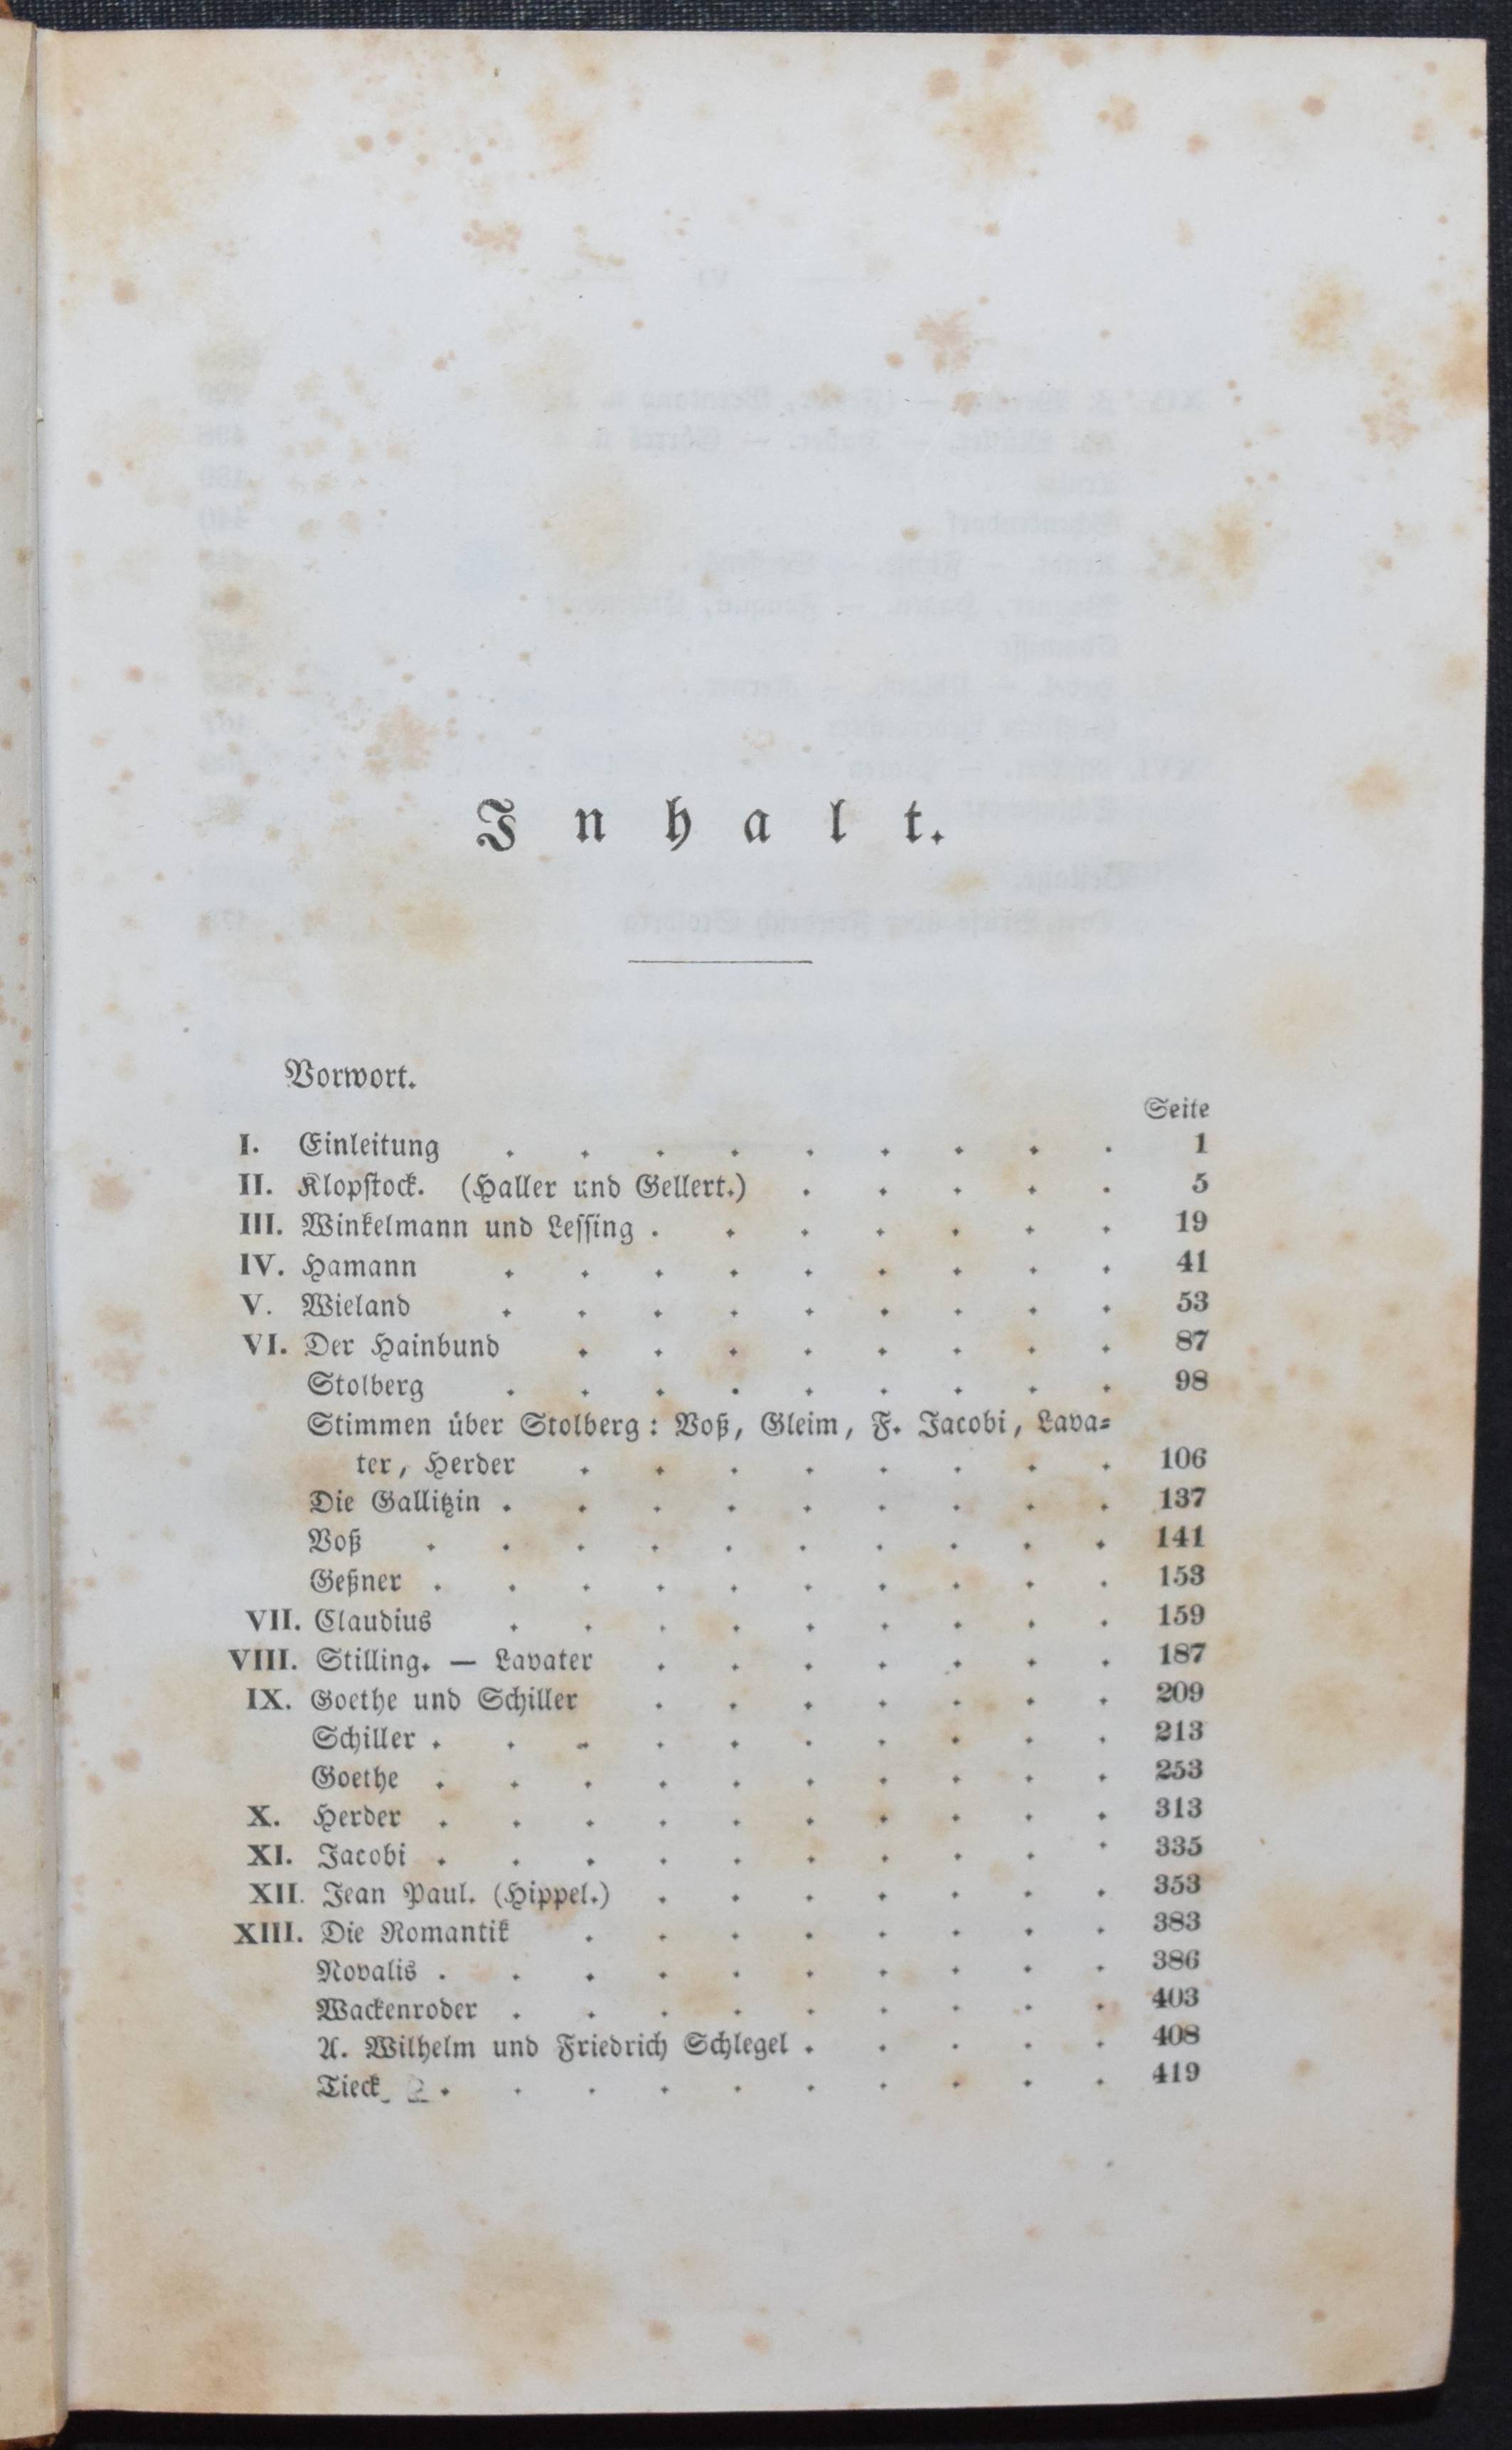 Inhalt.
Vorwort.
Seite
I. Einleitung . . . . . . . . . 1
II. Klopstock. (Haller und Gellert.) . . . . . 5
III. Winkelmann und Lessing . . . . . . . 19
IV. Hamann . . . . . . . . . 41
V. Wieland . . . . . . . . . 53
VI. Der Hainbund . . . . . . . . 87
Stolberg . . . . . . . . . 98
Stimmen über Stolberg: Voß, Gleim, F. Jacobi, Lava-
ter, Herder . . . . . . . . 106
Die Gallitzin . . . . . . . . . 137
Voß . . . . . . . . . . 141
Geßner . . . . . . . . . . 153
VII. Claudius . . . . . . . . . 159
VIII. Stilling. — Lavater . . . . . . . 187
IX. Goethe und Schiller . . . . . . . 209
Schiller . . . . . . . . . . 213
Goethe . . . . . . . . . . 253
X. Herder . . . . . . . . . . 313
XI. Jacobi . . . . . . . . . . 335
XII. Jean Paul. (Hippel.) . . . . . . . 353
XIII. Die Romantik . . . . . . . . 383
Novalis . . . . . . . . . . 386
Wackenroder . . . . . . . . . 403
A. Wilhelm und Friedrich Schlegel . . . . . 408
Tieck . . . . . . . . . . 419